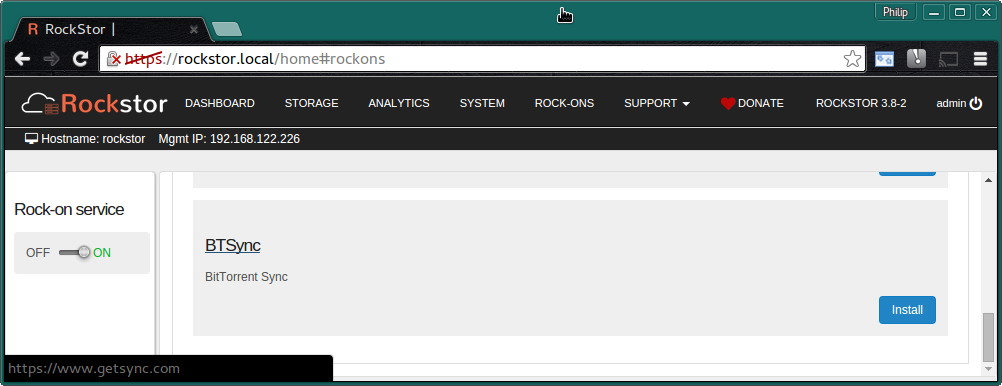 Philip
R RockStor |
https://rockstor.local/home#rockons
Rockstor DASHBOARD STORAGE ANALYTICS SYSTEM ROCK-ONS SUPPORT DONATE ROCKSTOR 3.8-2 admin
Hostname: rockstor Mgmt IP: 192.168.122.226
Rock-on service
OFF ON
BTSync
BitTorrent Sync
Install
https://www.getsync.com